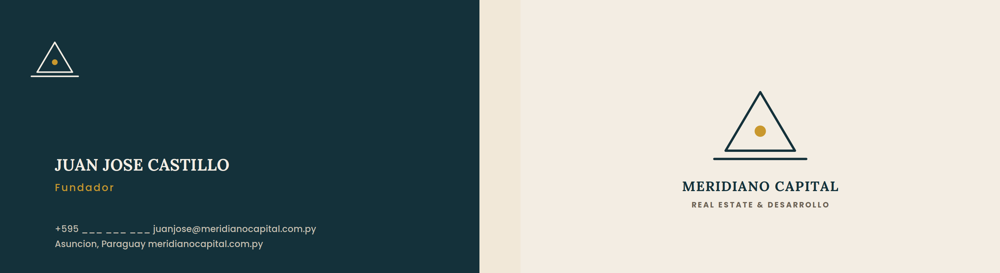 JUAN JOSE CASTILLO
Fundador
+595 ___ ___ ___ juanjose@meridianocapital.com.py
Asuncion, Paraguay meridianocapital.com.py
MERIDIANO CAPITAL
REAL ESTATE & DESARROLLO